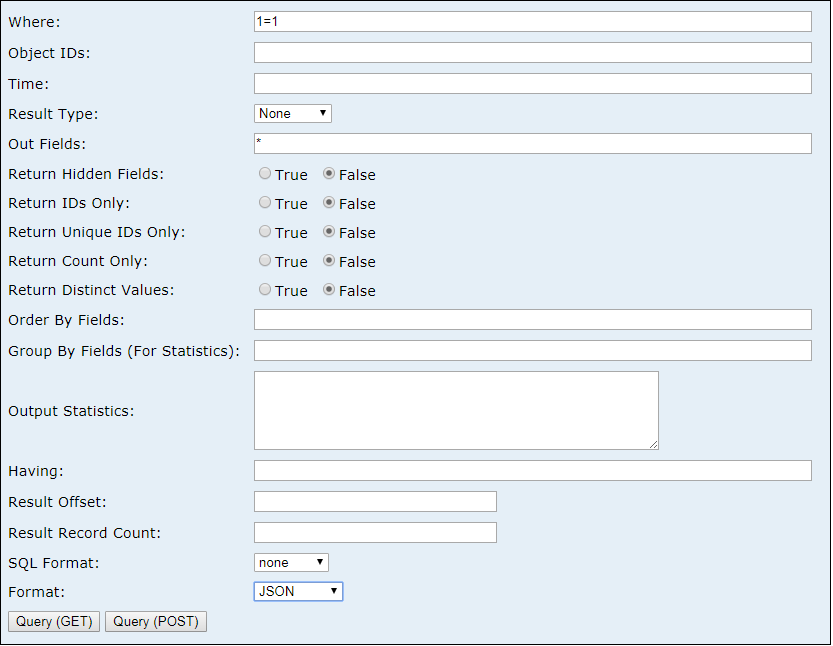 Where: 1=1
Object IDs:
Time:
Result Type: None
Out Fields: *
Return Hidden Fields: True False
Return IDs Only: True False
Return Unique IDs Only: True False
Return Count Only: True False
Return Distinct Values: True False
Order By Fields:
Group By Fields (For Statistics):
Output Statistics:
Having:
Result Offset:
Result Record Count:
SQL Format: none
Format: JSON
Query (GET) Query (POST)